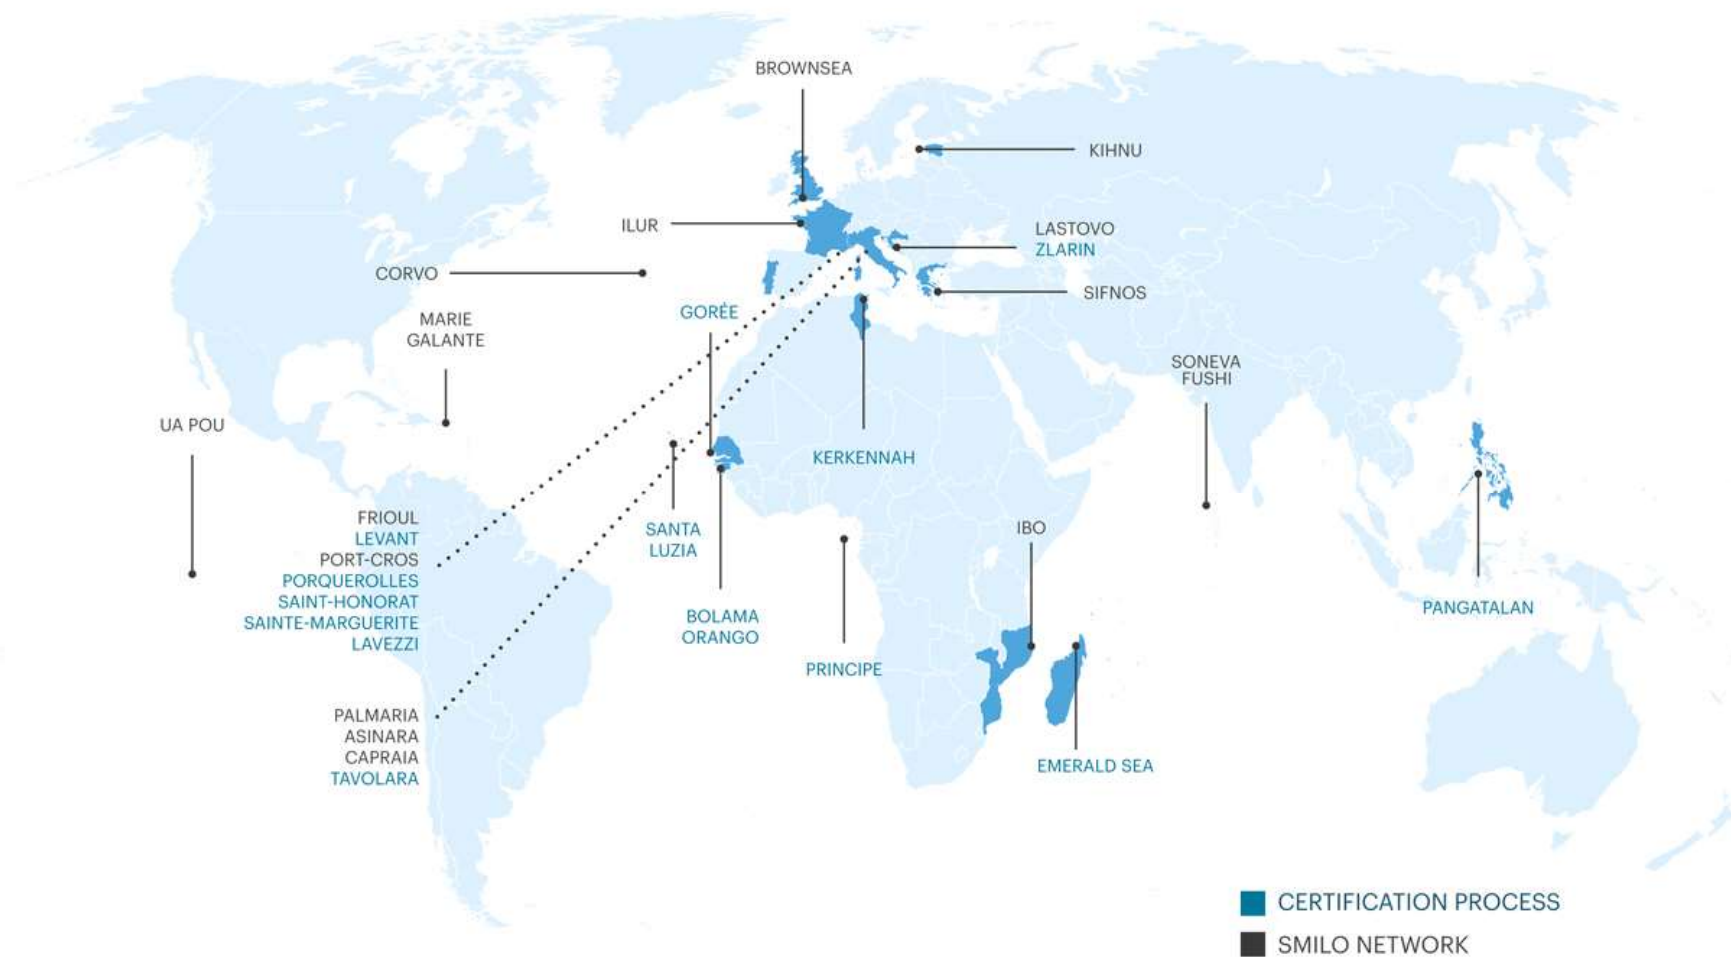 BROWNSEA
KIHNU
ILUR
LASTOVO
ZLARIN
CORVO
SIFNOS
GORÉE
MARIE
GALANTE
SONEVA
FUSHI
UA POU
KERKENNAH
FRIOUL
LEVANT
PORT-CROS
PORQUEROLLES
SAINT-HONORAT
SAINTE-MARGUERITE
LAVEZZI
SANTA
LUZIA
IBO
BOLAMA
ORANGO
PANGATALAN
PRINCIPE
PALMARIA
ASINARA
CAPRAIA
TAVOLARA
EMERALD SEA
CERTIFICATION PROCESS
SMILO NETWORK